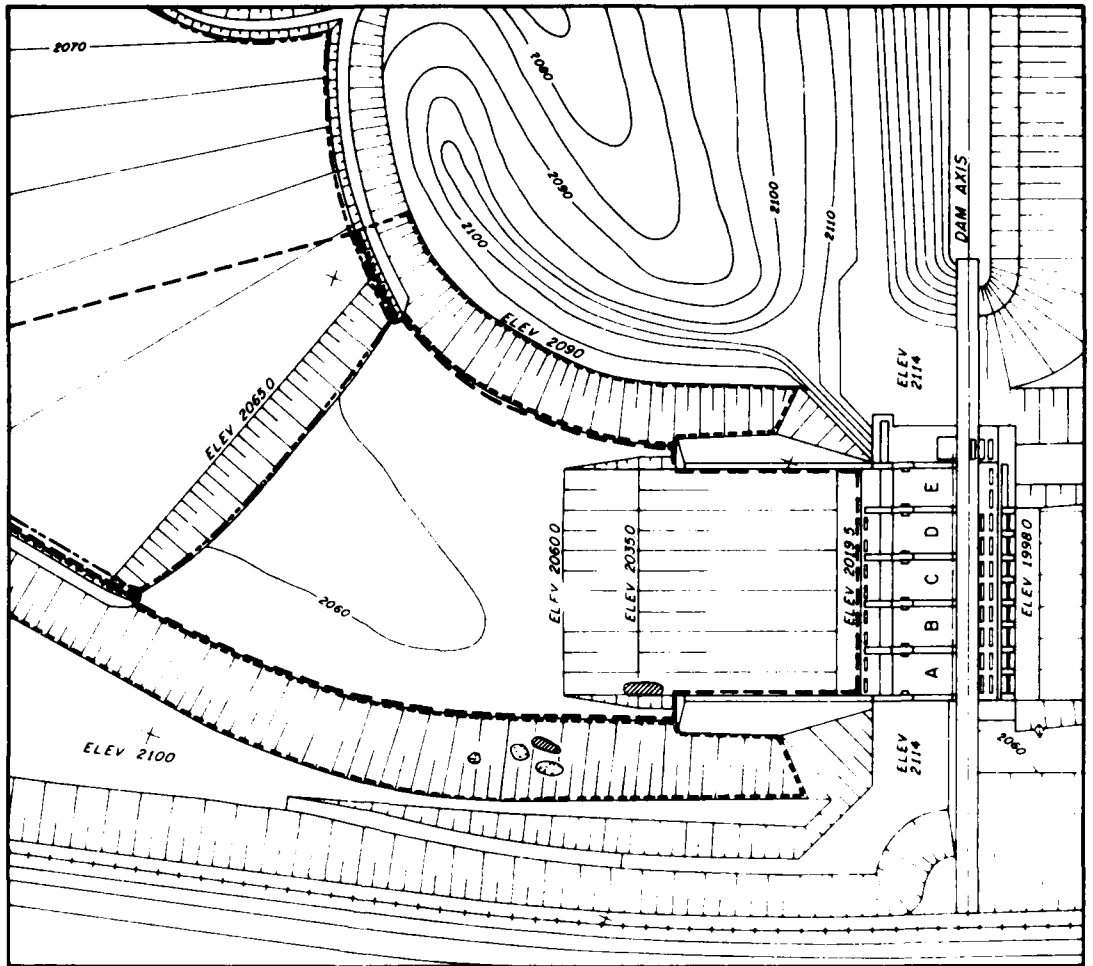 2070
2080
2090
2100
2100
2110
DAM AXIS
ELEV 2090
ELEV
2114
ELEV 2065.0
E
D
C
B
A
ELEV 2060.0
ELEV 2035.0
ELEV 2019.5
ELEV 1998.0
2060
ELEV 2100
ELEV
2114
2060